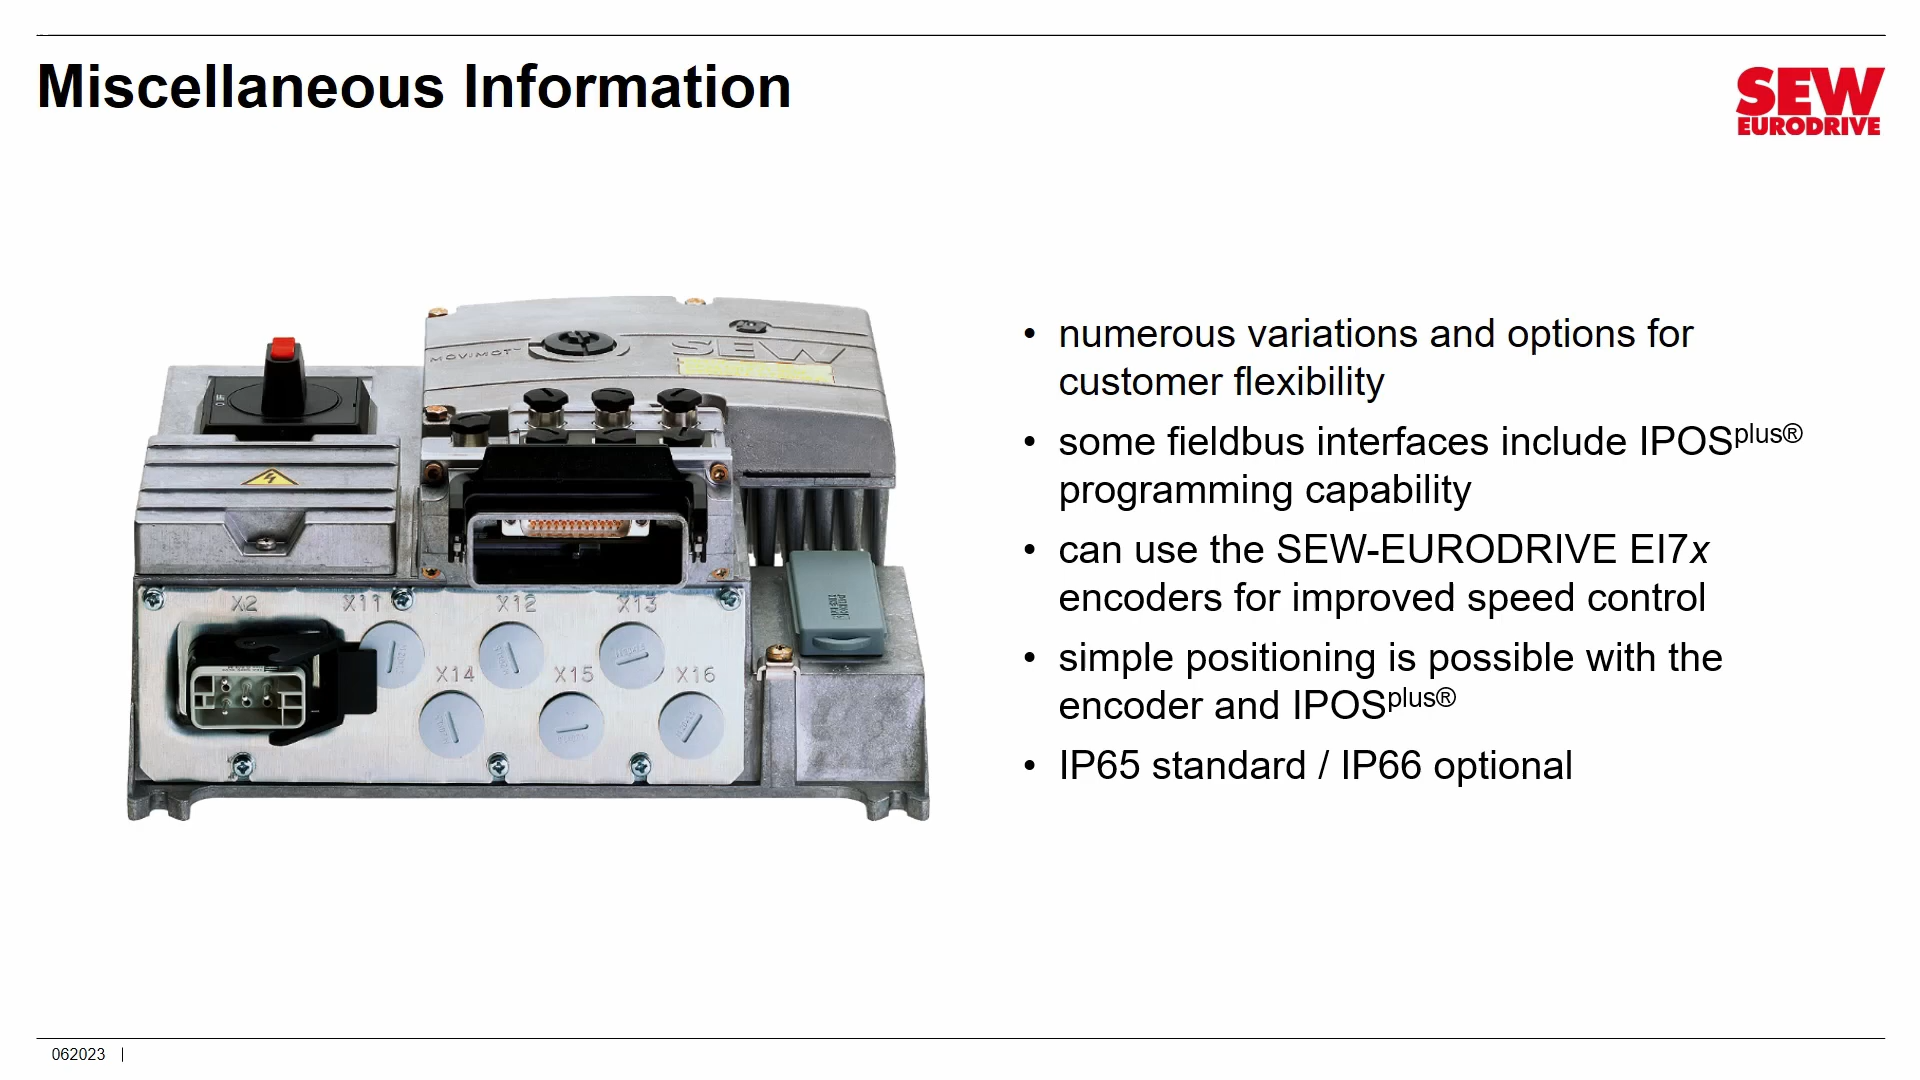 Miscellaneous Information
SEW
EURODRIVE
MOVIMOT
SEW
X2
X11
X12
X13
X14
X15
X16
• numerous variations and options for
customer flexibility
• some fieldbus interfaces include IPOSplus®
programming capability
• can use the SEW-EURODRIVE EI7x
encoders for improved speed control
• simple positioning is possible with the
encoder and IPOSplus®
• IP65 standard / IP66 optional
062023 |